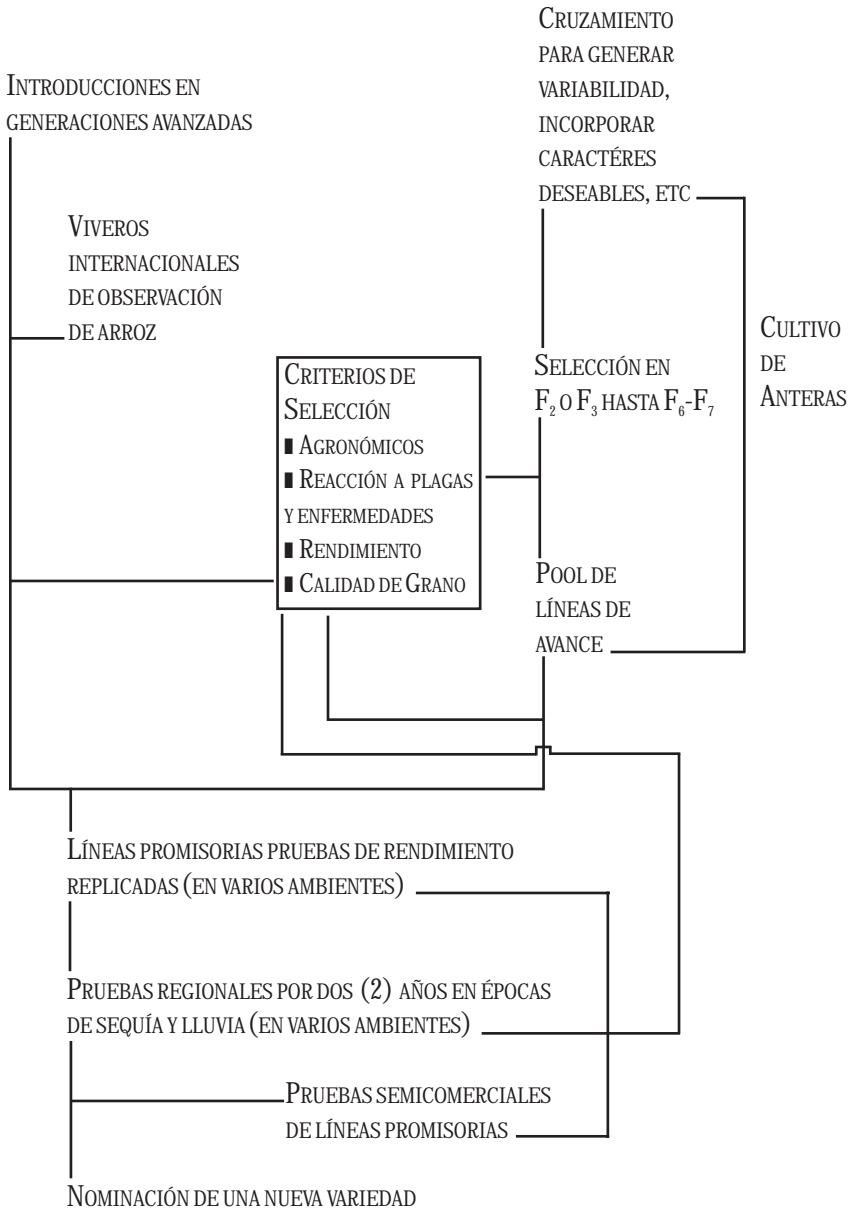 Introducciones en
generaciones avanzadas
Cruzamiento
para generar
variabilidad,
incorporar
caractéres
deseables, etc
Viveros
internacionales
de observación
de arroz
Cultivo
de
Anteras
Criterios de
Selección
▮ Agronómicos
▮ Reacción a plagas
y enfermedades
▮ Rendimiento
▮ Calidad de Grano
Selección en
F₂ o F₃ hasta F₆-F₇
Pool de
líneas de
avance
Líneas promisorias pruebas de rendimiento
replicadas (en varios ambientes)
Pruebas regionales por dos (2) años en épocas
de sequía y lluvia (en varios ambientes)
Pruebas semicomerciales
de líneas promisorias
Nominación de una nueva variedad